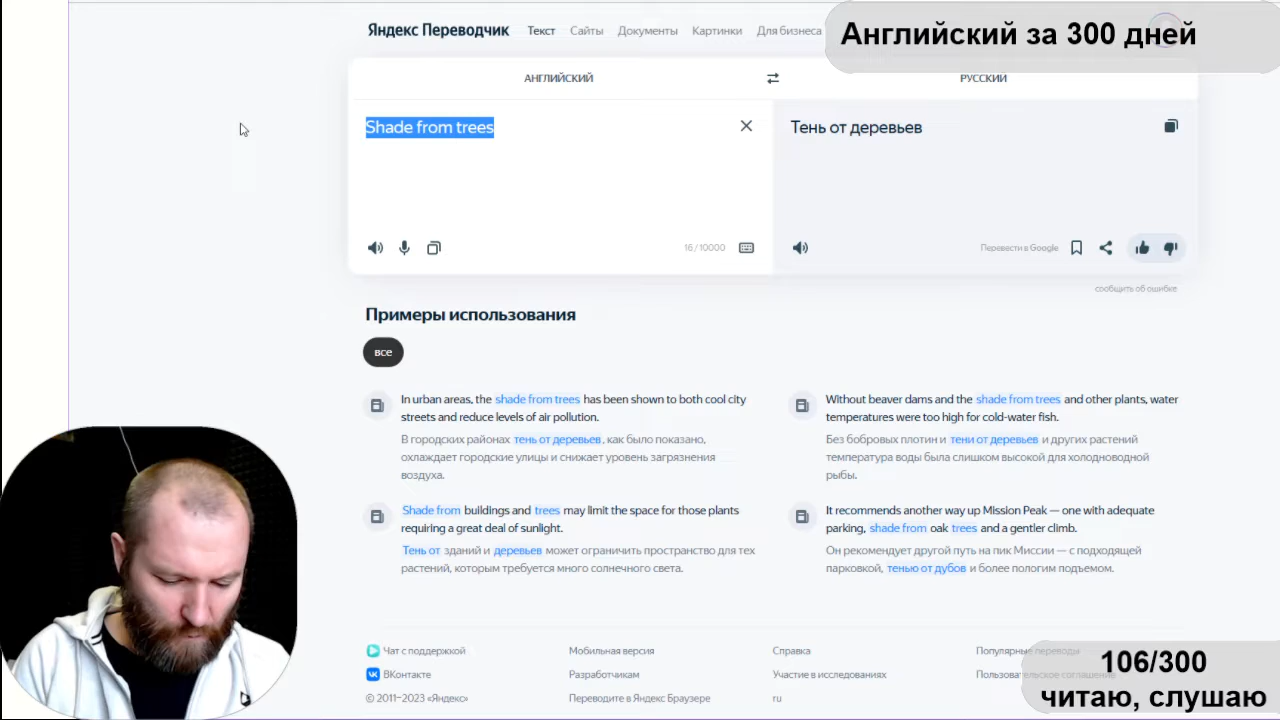 Яндекс Переводчик Текст Сайты Документы Картинки Для бизнеса
Английский за 300 дней
АНГЛИЙСКИЙ РУССКИЙ
Shade from trees
Тень от деревьев
16 / 10000
Перевести в Google
сообщить об ошибке
Примеры использования
все
In urban areas, the shade from trees has been shown to both cool city
streets and reduce levels of air pollution.
В городских районах тень от деревьев, как было показано,
охлаждает городские улицы и снижает уровень загрязнения
воздуха.
Without beaver dams and the shade from trees and other plants, water
temperatures were too high for cold-water fish.
Без бобровых плотин и тени от деревьев и других растений
температура воды была слишком высокой для холодноводной
рыбы.
Shade from buildings and trees may limit the space for those plants
requiring a great deal of sunlight.
Тень от зданий и деревьев может ограничить пространство для тех
растений, которым требуется много солнечного света.
It recommends another way up Mission Peak — one with adequate
parking, shade from oak trees and a gentler climb.
Он рекомендует другой путь на пик Миссии — с подходящей
парковкой, тенью от дубов и более пологим подъемом.
Чат с поддержкой Мобильная версия Справка Популярные переводы
ВКонтакте Разработчикам Участие в исследованиях Пользовательское соглашение
© 2011–2023 «Яндекс» Переводите в Яндекс Браузере ru
106/300
читаю, слушаю